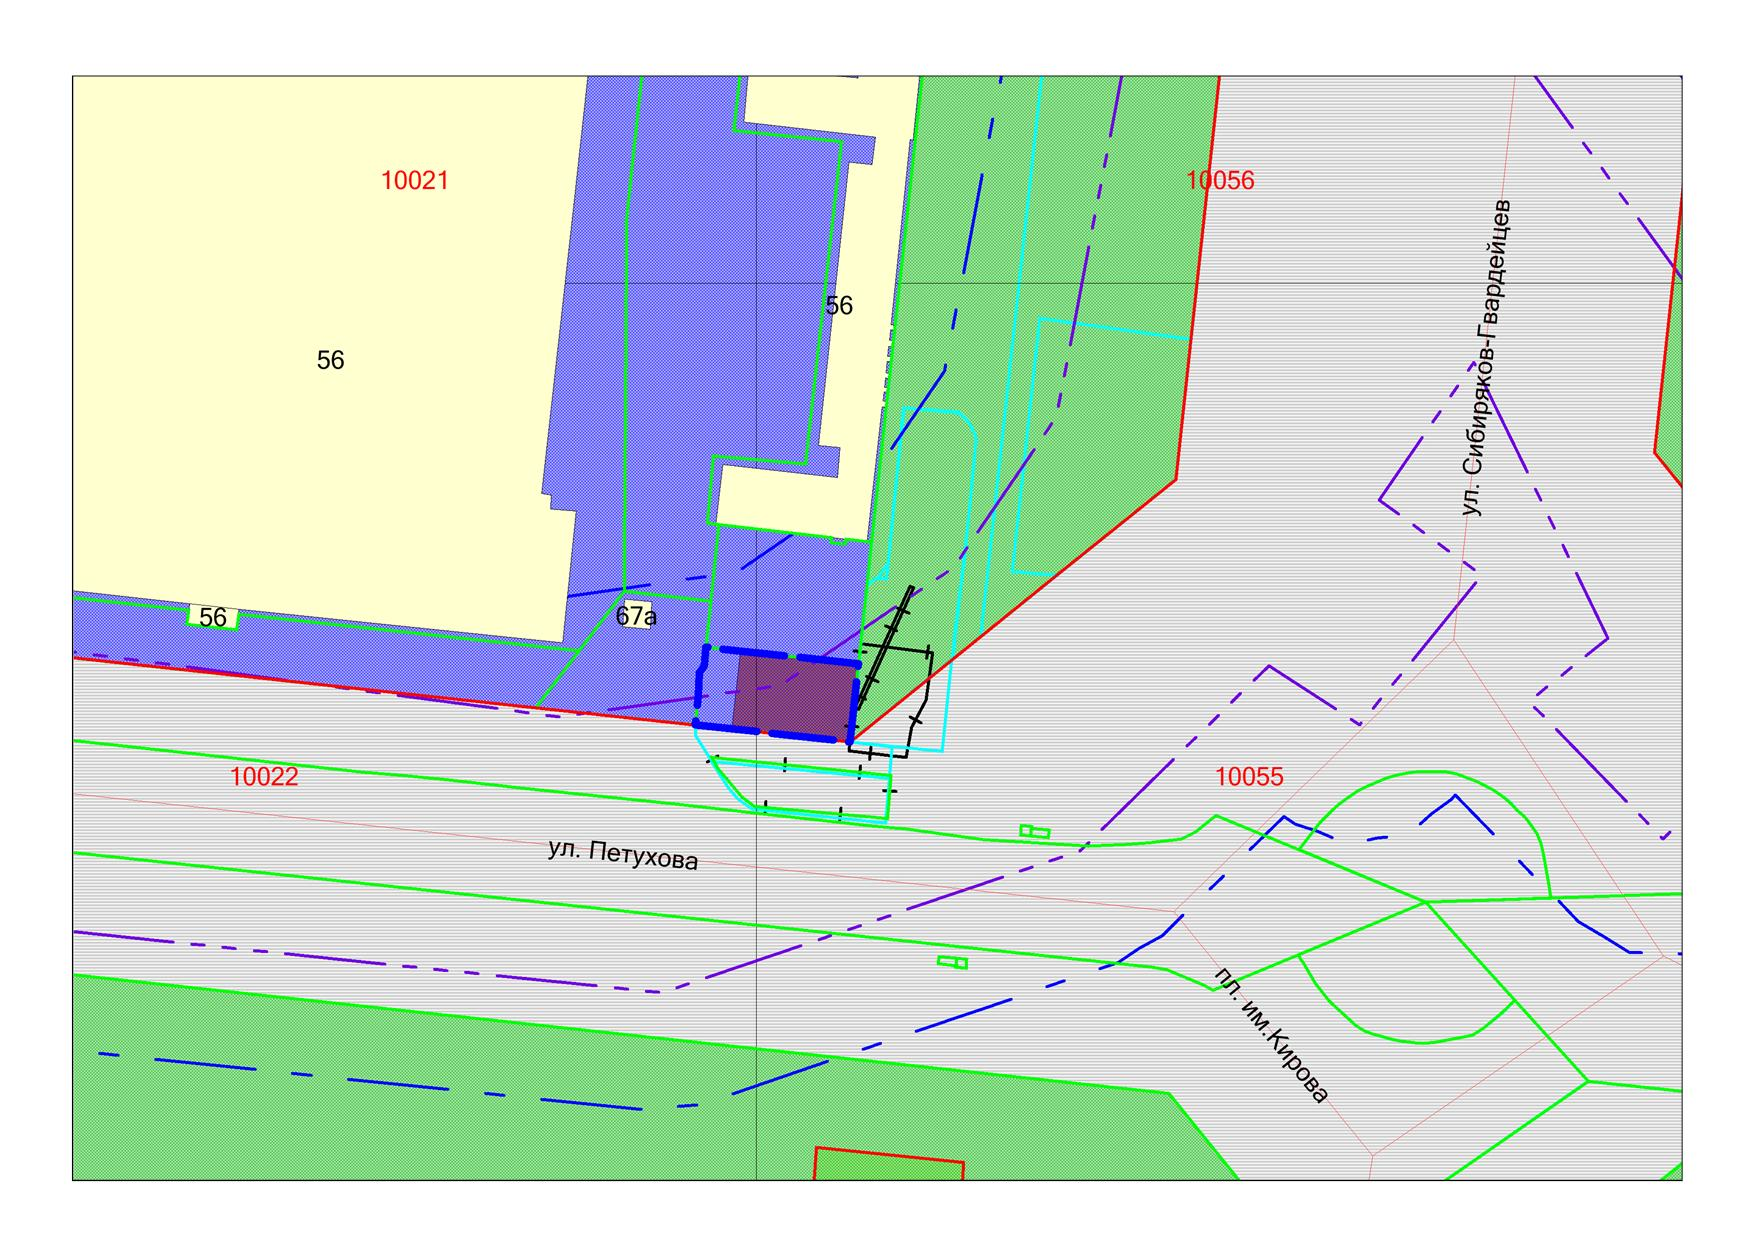 10021
10056
ул. Сибиряков-Гвардейцев
56
56
56
67а
10022
10055
ул. Петухова
пл. им.Кирова